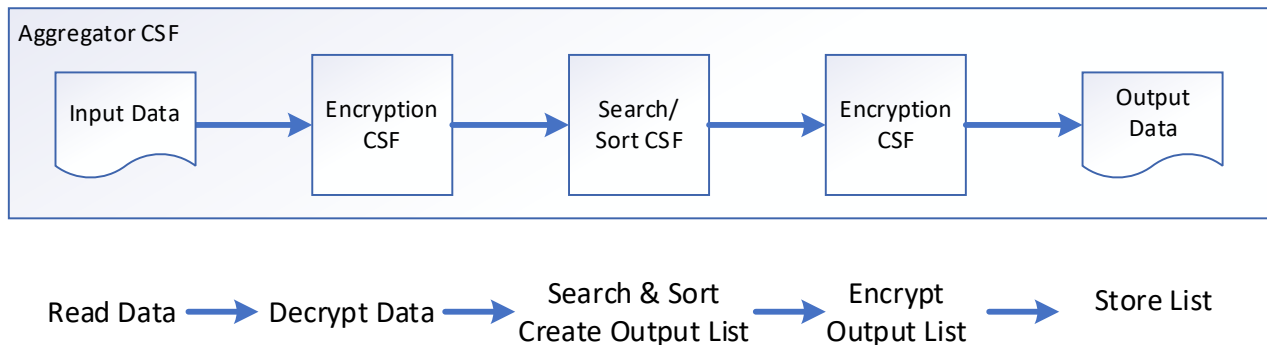 Aggregator CSF
Input Data
Encryption
CSF
Search/
Sort CSF
Encryption
CSF
Output
Data
Read Data
Decrypt Data
Search & Sort
Create Output List
Encrypt
Output List
Store List